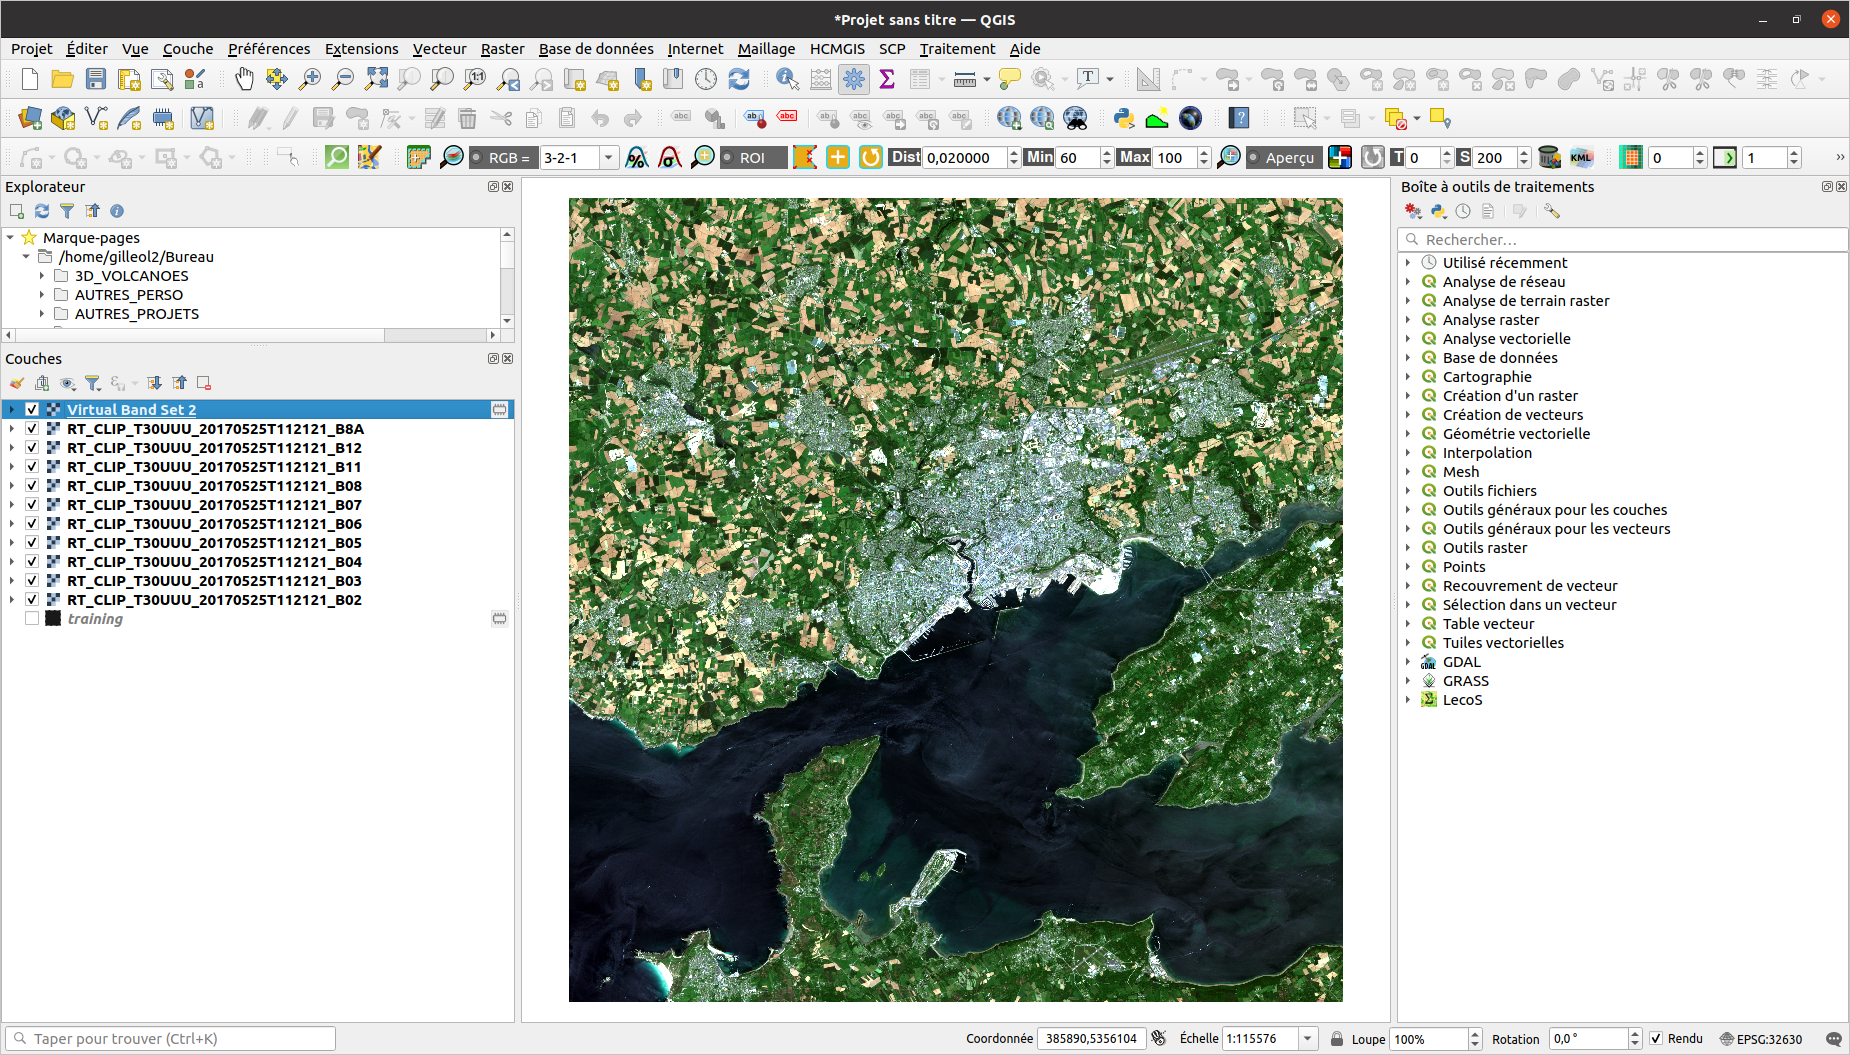 *Projet sans titre — QGIS
Projet Éditer Vue Couche Préférences Extensions Vecteur Raster Base de données Internet Maillage HCMGIS SCP Traitement Aide
RGB = 3-2-1 ROI Dist 0,020000 Min 60 Max 100 Aperçu T 0 S 200 KML 0 1 »
Explorateur
Marque-pages
/home/gilleol2/Bureau
3D_VOLCANOES
AUTRES_PERSO
AUTRES_PROJETS
Couches
Virtual Band Set 2
RT_CLIP_T30UUU_20170525T112121_B8A
RT_CLIP_T30UUU_20170525T112121_B12
RT_CLIP_T30UUU_20170525T112121_B11
RT_CLIP_T30UUU_20170525T112121_B08
RT_CLIP_T30UUU_20170525T112121_B07
RT_CLIP_T30UUU_20170525T112121_B06
RT_CLIP_T30UUU_20170525T112121_B05
RT_CLIP_T30UUU_20170525T112121_B04
RT_CLIP_T30UUU_20170525T112121_B03
RT_CLIP_T30UUU_20170525T112121_B02
training
Boîte à outils de traitements
Rechercher…
Utilisé récemment
Analyse de réseau
Analyse de terrain raster
Analyse raster
Analyse vectorielle
Base de données
Cartographie
Création d'un raster
Création de vecteurs
Géométrie vectorielle
Interpolation
Mesh
Outils fichiers
Outils généraux pour les couches
Outils généraux pour les vecteurs
Outils raster
Points
Recouvrement de vecteur
Sélection dans un vecteur
Table vecteur
Tuiles vectorielles
GDAL
GRASS
LecoS
Taper pour trouver (Ctrl+K) Coordonnée 385890,5356104 Échelle 1:115576 Loupe 100% Rotation 0,0 ° Rendu EPSG:32630